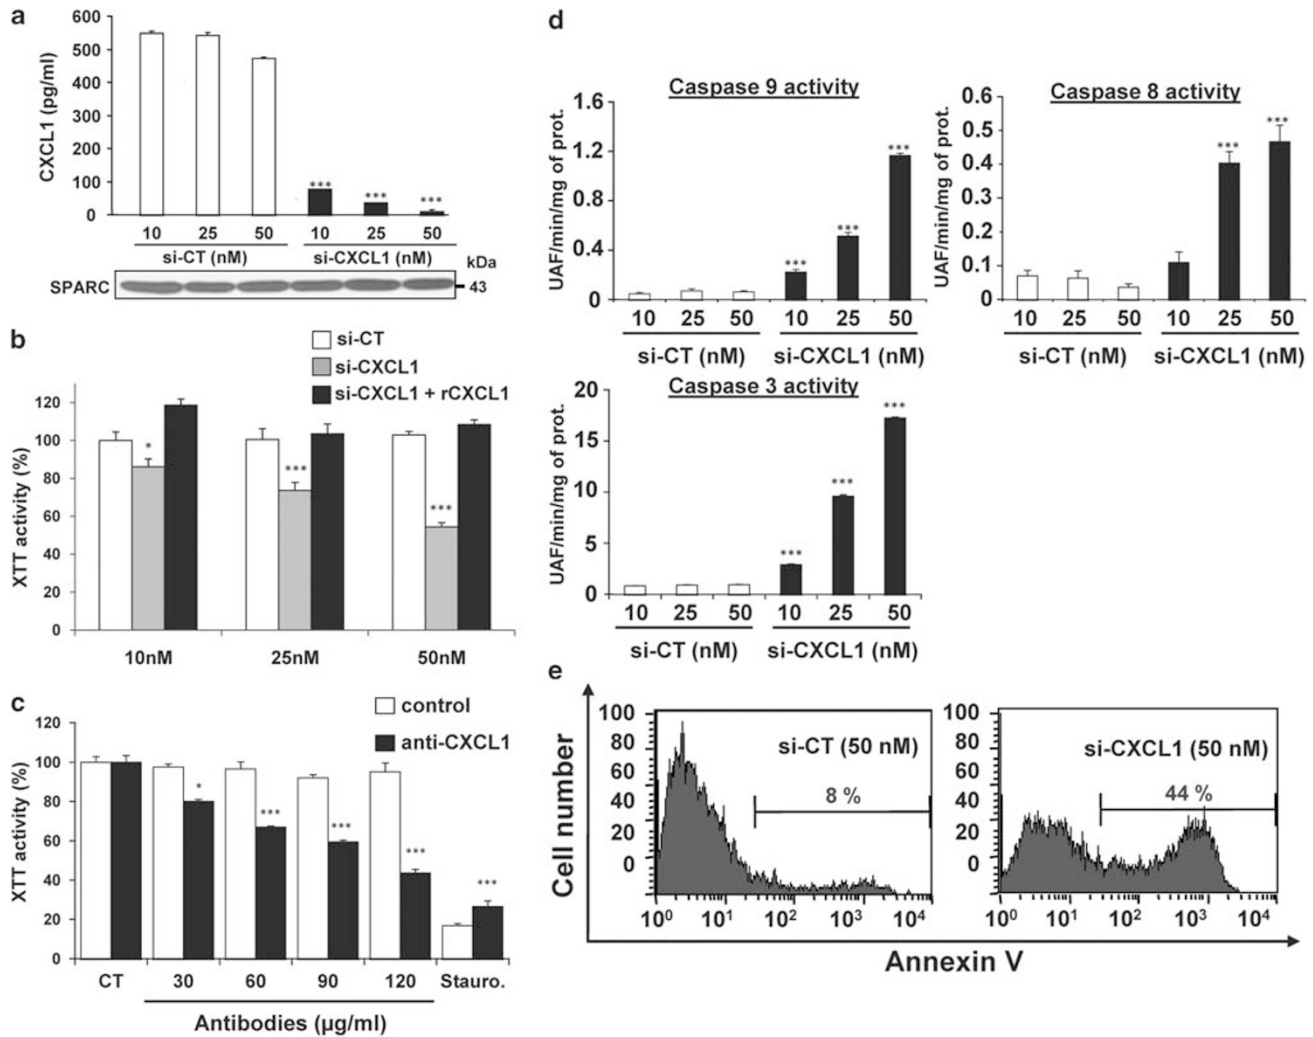 a
CXCL1 (pg/ml)
600
500
400
300
200
100
0
*** *** ***
10 25 50 10 25 50
si-CT (nM) si-CXCL1 (nM)
kDa
SPARC 43
b
si-CT
si-CXCL1
si-CXCL1 + rCXCL1
XTT activity (%)
120
100
80
60
40
20
0
* *** ***
10nM 25nM 50nM
c
control
anti-CXCL1
XTT activity (%)
120
100
80
60
40
20
0
* *** *** *** ***
CT 30 60 90 120 Stauro.
Antibodies (μg/ml)
d
Caspase 9 activity
UAF/min/mg of prot.
1.6
1.2
0.8
0.4
0
*** *** ***
10 25 50 10 25 50
si-CT (nM) si-CXCL1 (nM)
Caspase 8 activity
UAF/min/mg of prot.
0.6
0.5
0.4
0.3
0.2
0.1
0
*** ***
10 25 50 10 25 50
si-CT (nM) si-CXCL1 (nM)
Caspase 3 activity
UAF/min/mg of prot.
20
15
10
5
0
*** *** ***
10 25 50 10 25 50
si-CT (nM) si-CXCL1 (nM)
e
Cell number
100
80
60
40
20
0
si-CT (50 nM)
8 %
10⁰ 10¹ 10² 10³ 10⁴
100
80
60
40
20
0
si-CXCL1 (50 nM)
44 %
10⁰ 10¹ 10² 10³ 10⁴
Annexin V